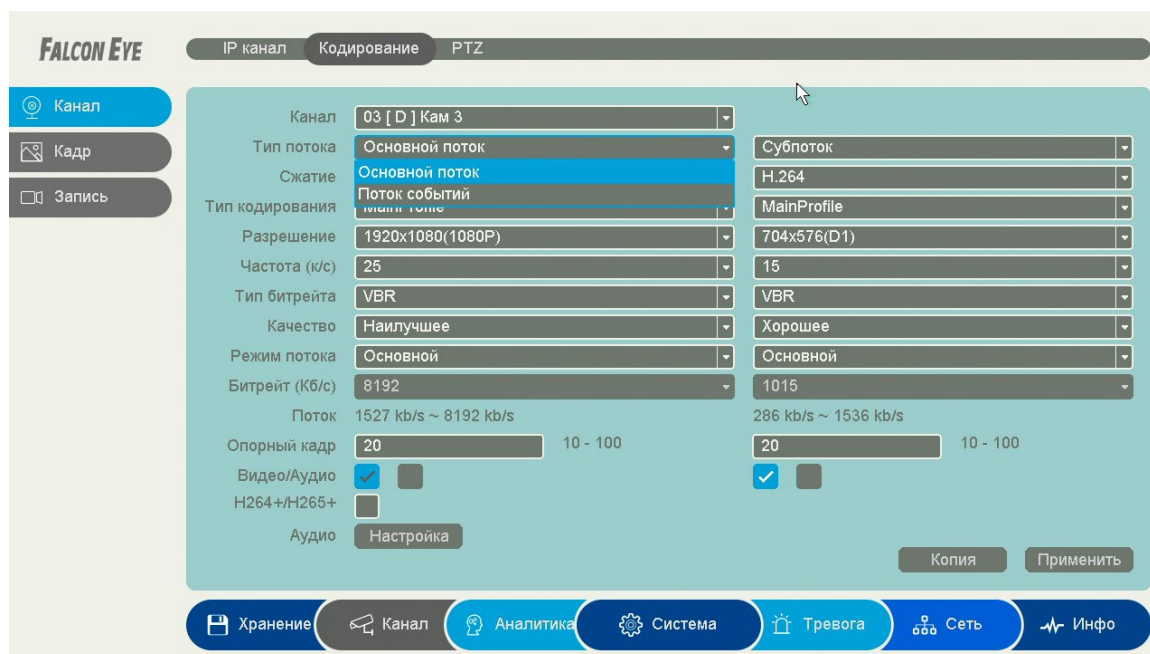 FALCON EYE
IP канал Кодирование PTZ
Канал
Кадр
Запись
Канал 03 [ D ] Кам 3
Тип потока Основной поток Субпоток
Основной поток
Поток событий
Сжатие H.264
Тип кодирования MainProfile MainProfile
Разрешение 1920x1080(1080P) 704x576(D1)
Частота (к/с) 25 15
Тип битрейта VBR VBR
Качество Наилучшее Хорошее
Режим потока Основной Основной
Битрейт (Кб/с) 8192 1015
Поток 1527 kb/s ~ 8192 kb/s 286 kb/s ~ 1536 kb/s
Опорный кадр 20 10 - 100 20 10 - 100
Видео/Аудио
H264+/H265+
Аудио Настройка
Копия Применить
Хранение Канал Аналитика Система Тревога Сеть Инфо